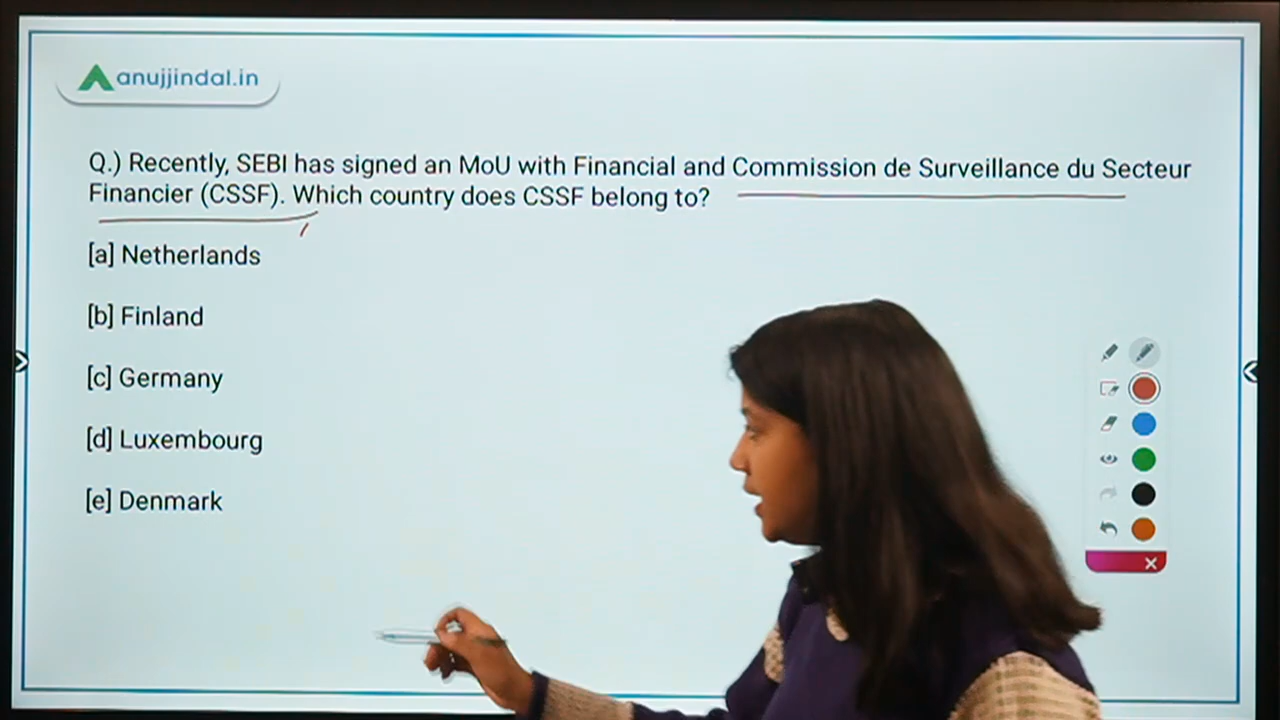 anujjindal.in
Q.) Recently, SEBI has signed an MoU with Financial and Commission de Surveillance du Secteur
Financier (CSSF). Which country does CSSF belong to?
[a] Netherlands
[b] Finland
[c] Germany
[d] Luxembourg
[e] Denmark